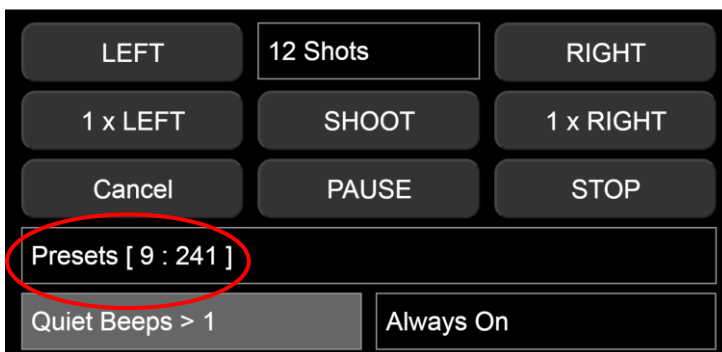 LEFT 12 Shots RIGHT
1 x LEFT SHOOT 1 x RIGHT
Cancel PAUSE STOP
Presets [ 9 : 241 ]
Quiet Beeps > 1 Always On